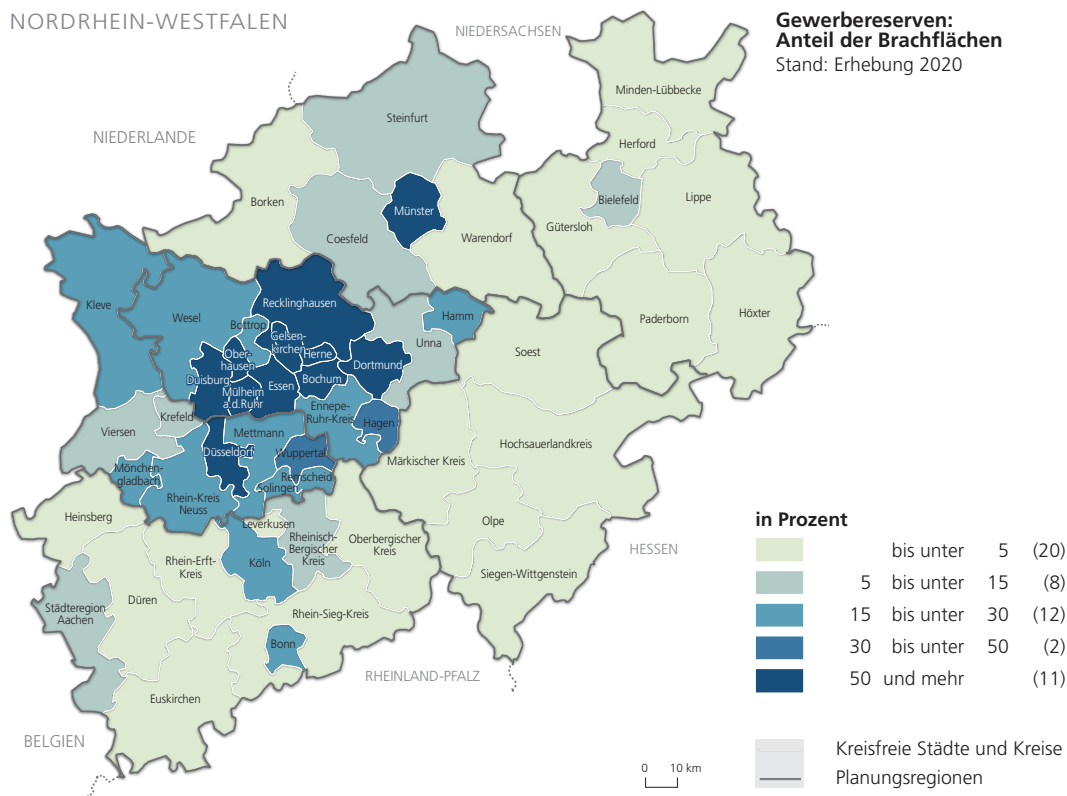 NORDRHEIN-WESTFALEN
Gewerbereserven:
Anteil der Brachflächen
Stand: Erhebung 2020
NIEDERSACHSEN
NIEDERLANDE
Minden-Lübbecke
Steinfurt
Herford
Borken
Bielefeld
Lippe
Münster
Gütersloh
Coesfeld
Warendorf
Kleve
Recklinghausen
Wesel
Hamm
Bottrop
Paderborn
Höxter
Gelsen-
kirchen
Unna
Soest
Ober-
hausen
Herne
Dortmund
Duisburg
Essen
Bochum
Mülheim
a.d.Ruhr
Ennepe-
Ruhr-Kreis
Krefeld
Hagen
Viersen
Mettmann
Hochsauerlandkreis
Düsseldorf
Wuppertal
Märkischer Kreis
Mönchen-
gladbach
Remscheid
Solingen
Rhein-Kreis
Neuss
Heinsberg
Leverkusen
Olpe
Rheinisch-
Bergischer
Kreis
Oberbergischer
Kreis
Rhein-Erft-
Kreis
Köln
Siegen-Wittgenstein
HESSEN
Düren
Städteregion
Aachen
Rhein-Sieg-Kreis
Bonn
RHEINLAND-PFALZ
Euskirchen
BELGIEN
in Prozent
bis unter 5 (20)
5 bis unter 15 (8)
15 bis unter 30 (12)
30 bis unter 50 (2)
50 und mehr (11)
Kreisfreie Städte und Kreise
Planungsregionen
0 10 km